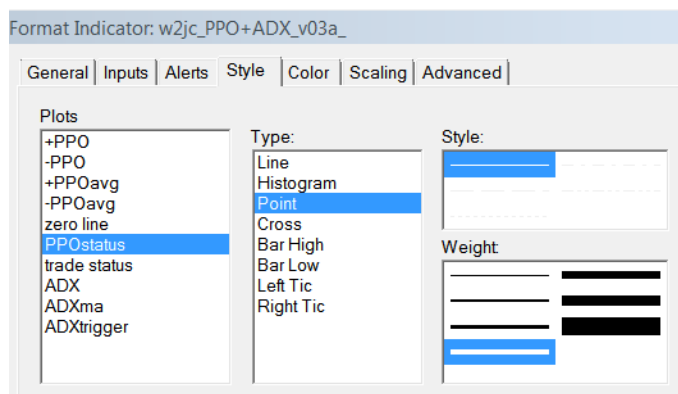 Format Indicator: w2jc_PPO+ADX_v03a_
General Inputs Alerts Style Color Scaling Advanced
Plots
+PPO
-PPO
+PPOavg
-PPOavg
zero line
PPOstatus
trade status
ADX
ADXma
ADXtrigger
Type:
Line
Histogram
Point
Cross
Bar High
Bar Low
Left Tic
Right Tic
Style:
Weight: